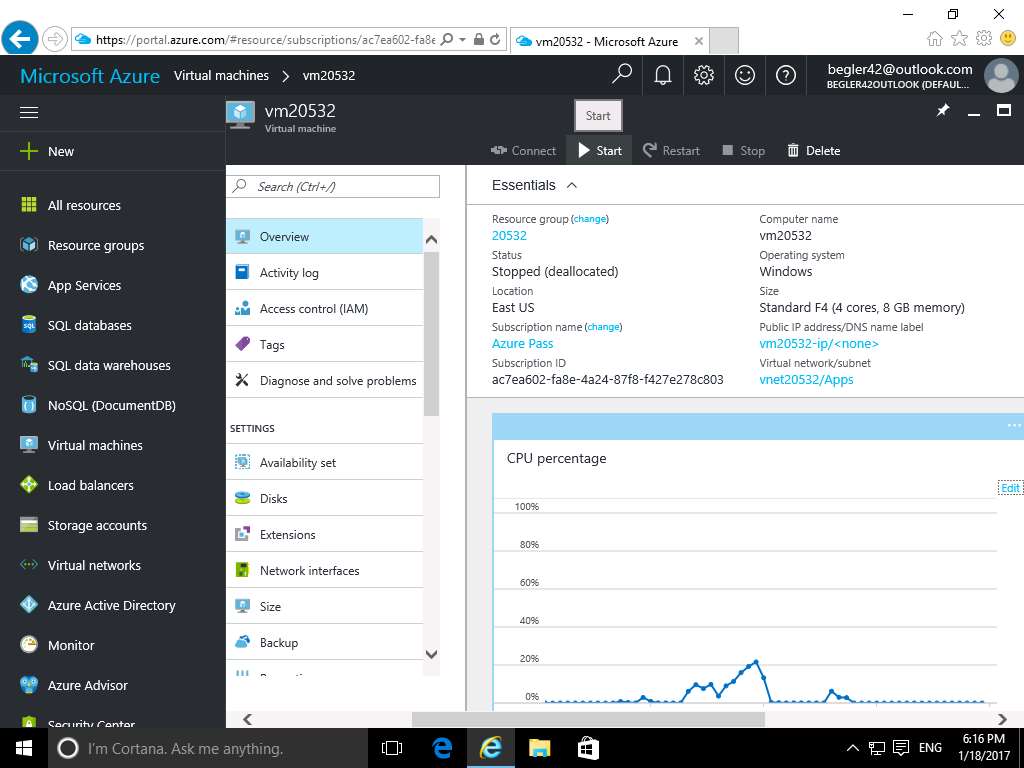 https://portal.azure.com/#resource/subscriptions/ac7ea602-fa8
vm20532 - Microsoft Azure
Microsoft Azure
Virtual machines
vm20532
begler42@outlook.com
BEGLER42OUTLOOK (DEFAUL...
vm20532
Virtual machine
Start
New
Connect
Start
Restart
Stop
Delete
Search (Ctrl+/)
Essentials
All resources
Resource groups
App Services
SQL databases
SQL data warehouses
NoSQL (DocumentDB)
Virtual machines
Load balancers
Storage accounts
Virtual networks
Azure Active Directory
Monitor
Azure Advisor
Security Center
Overview
Activity log
Access control (IAM)
Tags
Diagnose and solve problems
SETTINGS
Availability set
Disks
Extensions
Network interfaces
Size
Backup
Resource group (change)
20532
Status
Stopped (deallocated)
Location
East US
Subscription name (change)
Azure Pass
Subscription ID
ac7ea602-fa8e-4a24-87f8-f427e278c803
Computer name
vm20532
Operating system
Windows
Size
Standard F4 (4 cores, 8 GB memory)
Public IP address/DNS name label
vm20532-ip/<none>
Virtual network/subnet
vnet20532/Apps
...
CPU percentage
Edit
100%
80%
60%
40%
20%
0%
I'm Cortana. Ask me anything.
ENG
6:16 PM
1/18/2017